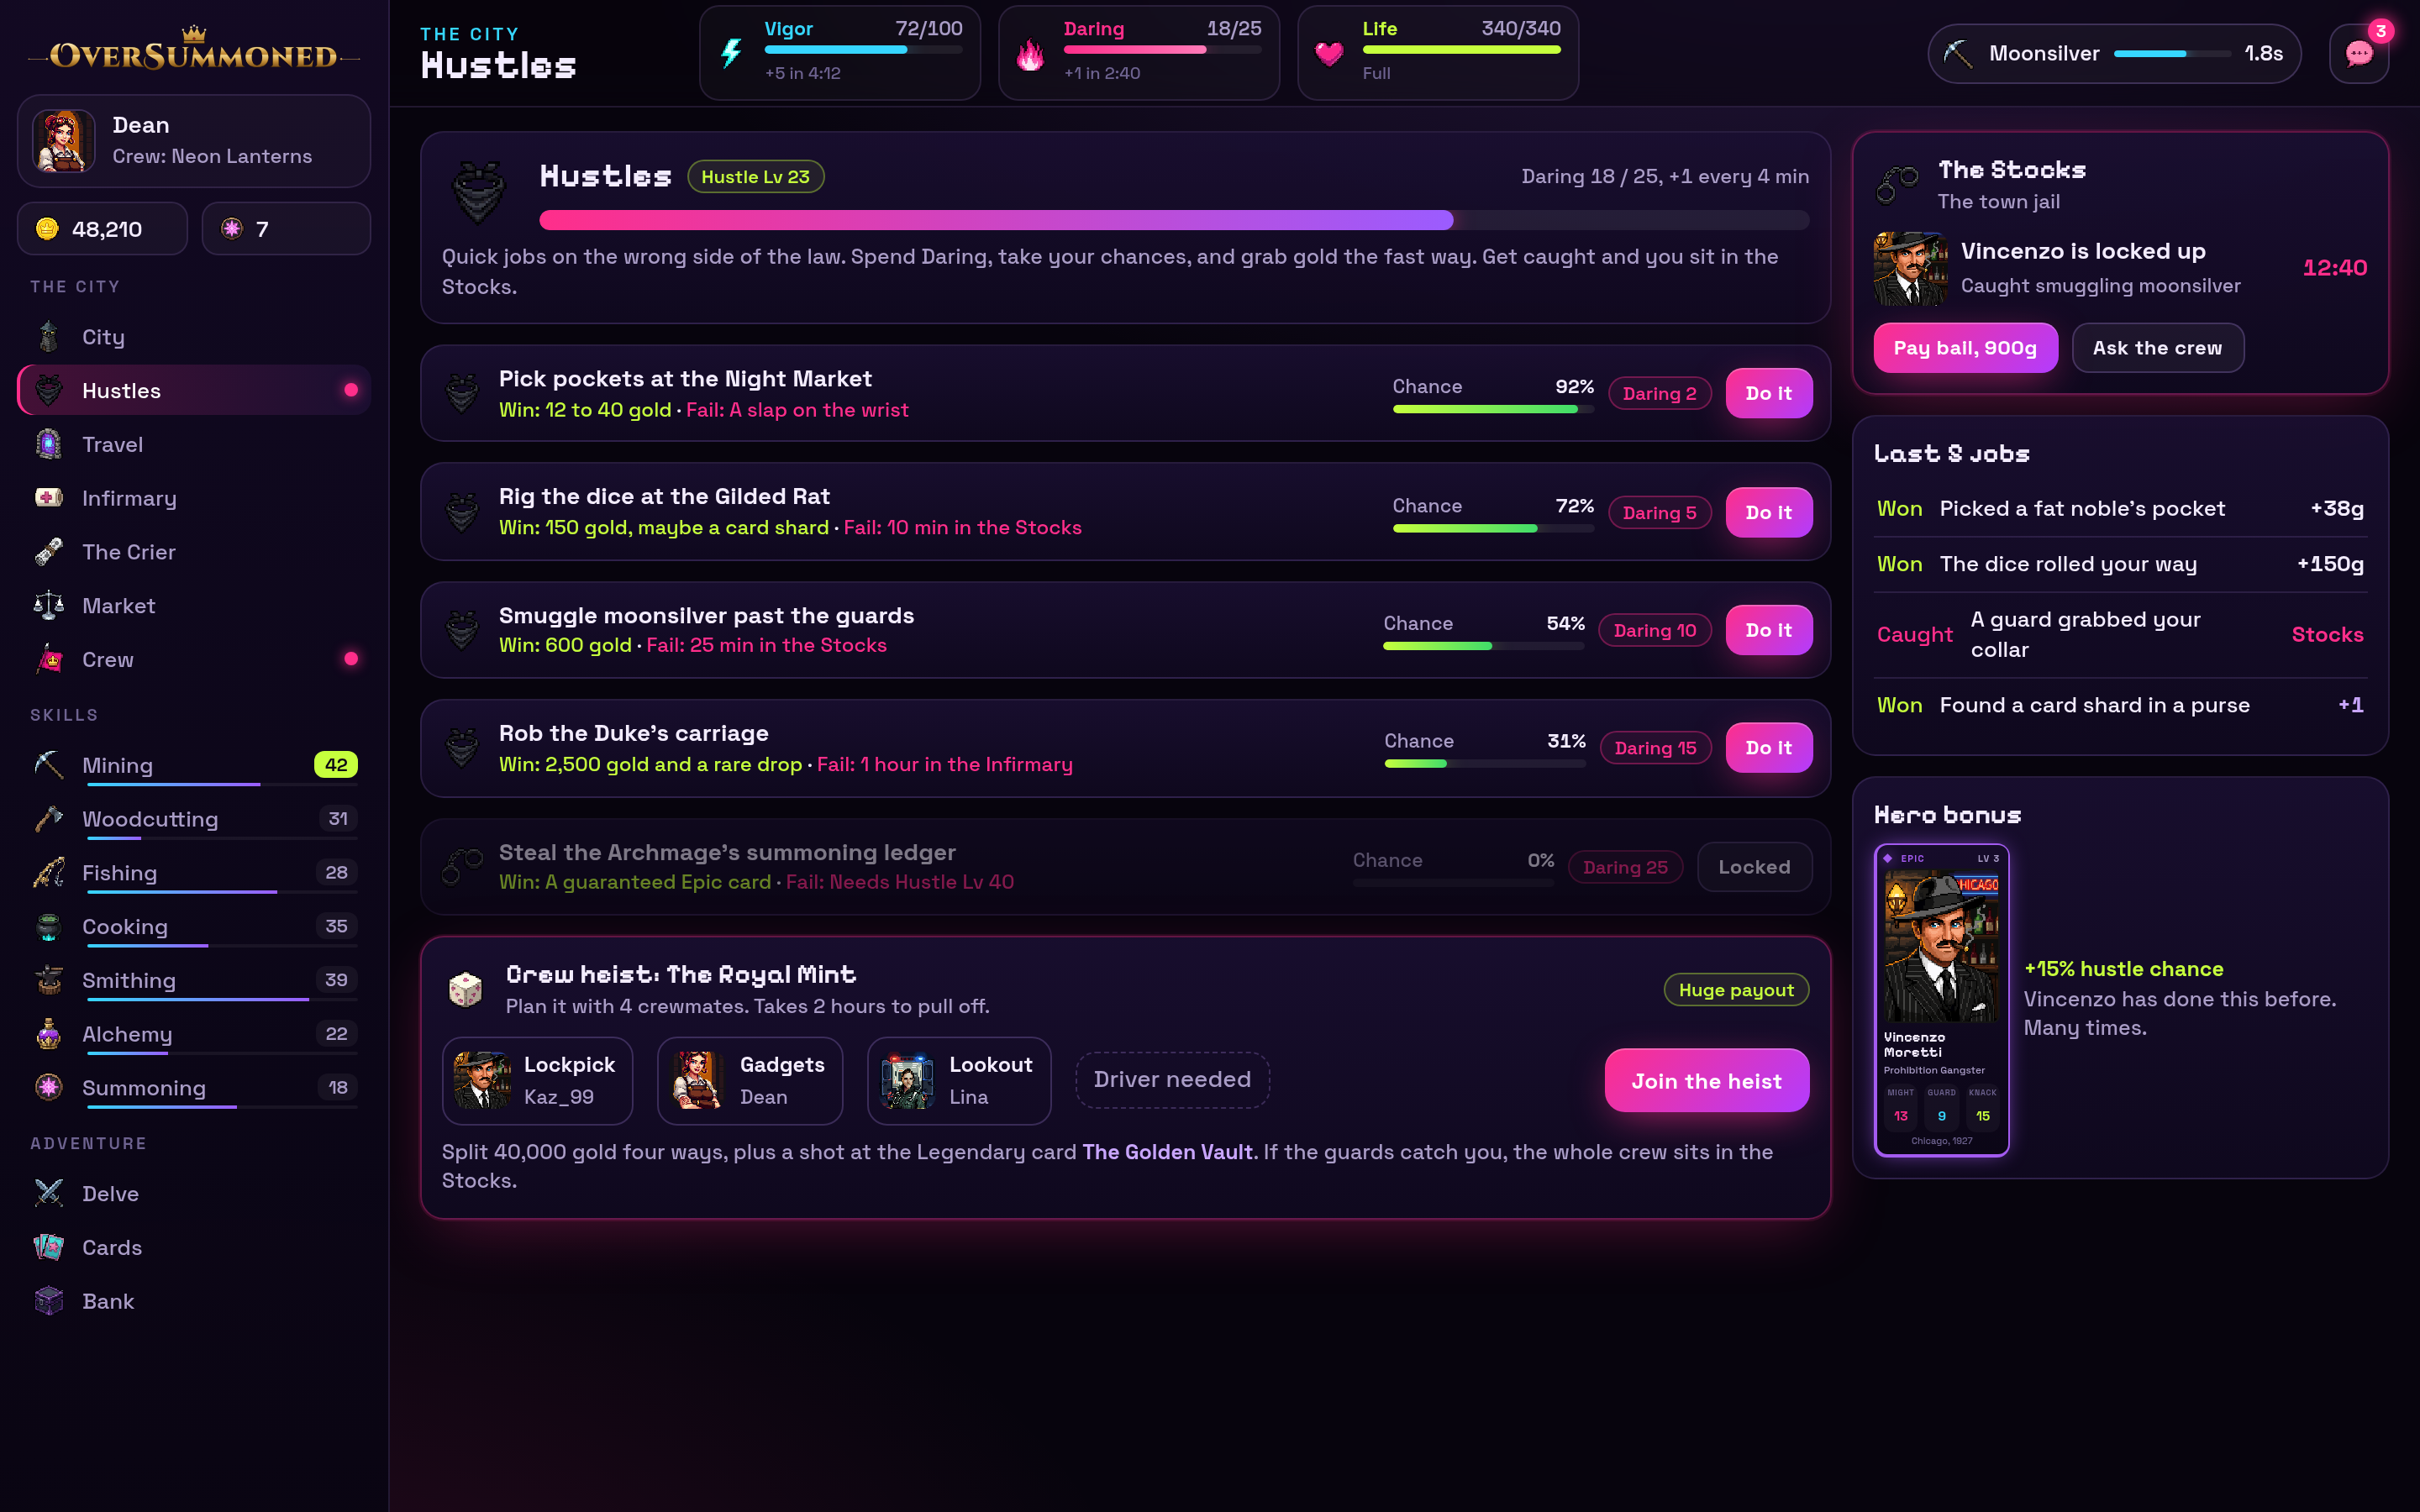 OVERSUMMONED
Dean
Crew: Neon Lanterns
48,210
7
THE CITY
City
Hustles
Travel
Infirmary
The Crier
Market
Crew
SKILLS
Mining 42
Woodcutting 31
Fishing 28
Cooking 35
Smithing 39
Alchemy 22
Summoning 18
ADVENTURE
Delve
Cards
Bank
THE CITY
Hustles
Vigor 72/100
+5 in 4:12
Daring 18/25
+1 in 2:40
Life 340/340
Full
Moonsilver 1.8s
3
Hustles Hustle Lv 23 Daring 18 / 25, +1 every 4 min
Quick jobs on the wrong side of the law. Spend Daring, take your chances, and grab gold the fast way. Get caught and you sit in the
Stocks.
Pick pockets at the Night Market
Win: 12 to 40 gold · Fail: A slap on the wrist
Chance 92% Daring 2 Do It
Rig the dice at the Gilded Rat
Win: 150 gold, maybe a card shard · Fail: 10 min in the Stocks
Chance 72% Daring 5 Do It
Smuggle moonsilver past the guards
Win: 600 gold · Fail: 25 min in the Stocks
Chance 54% Daring 10 Do It
Rob the Duke's carriage
Win: 2,500 gold and a rare drop · Fail: 1 hour in the Infirmary
Chance 31% Daring 15 Do It
Steal the Archmage's summoning ledger
Win: A guaranteed Epic card · Fail: Needs Hustle Lv 40
Chance 0% Daring 25 Locked
Crew heist: The Royal Mint
Plan it with 4 crewmates. Takes 2 hours to pull off.
Huge payout
Lockpick
Kaz_99
Gadgets
Dean
Lookout
Lina
Driver needed
Join the heist
Split 40,000 gold four ways, plus a shot at the Legendary card The Golden Vault. If the guards catch you, the whole crew sits in the
Stocks.
The Stocks
The town jail
Vincenzo is locked up
Caught smuggling moonsilver
12:40
Pay ball, 900g
Ask the crew
Last 8 jobs
Won Picked a fat noble's pocket +38g
Won The dice rolled your way +150g
Caught A guard grabbed your
collar Stocks
Won Found a card shard in a purse +1
Hero bonus
EPIC LV 3
HICAGO
Vincenzo
Moretti
Prohibition Gangster
MIGHT GUARD KNACK
13 9 15
Chicago, 1927
+15% hustle chance
Vincenzo has done this before.
Many times.